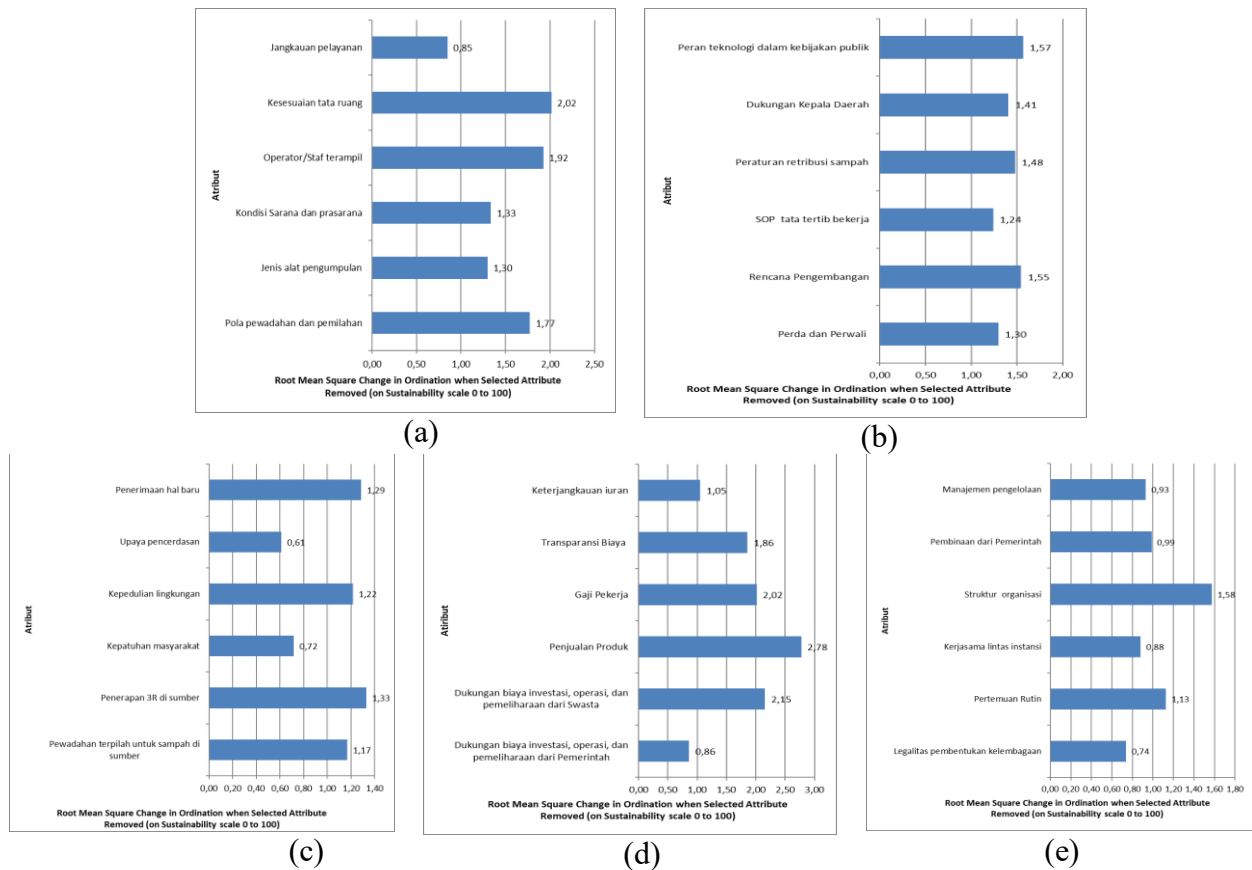 Jangkauan pelayanan
0,85
Kesesuaian tata ruang
2,02
Operator/Staf terampil
1,92
Atribut
Kondisi Sarana dan prasarana
1,33
Jenis alat pengumpulan
1,30
Pola pewadahan dan pemilahan
1,77
0,00 0,50 1,00 1,50 2,00 2,50
Root Mean Square Change in Ordination when Selected Attribute
Removed (on Sustainability scale 0 to 100)
(a)
Peran teknologi dalam kebijakan publik
1,57
Dukungan Kepala Daerah
1,41
Peraturan retribusi sampah
1,48
Atribut
SOP tata tertib bekerja
1,24
Rencana Pengembangan
1,55
Perda dan Perwali
1,30
0,00 0,50 1,00 1,50 2,00
Root Mean Square Change in Ordination when Selected Attribute
Removed (on Sustainability scale 0 to 100)
(b)
Penerimaan hal baru
1,29
Upaya pencerdasan
0,61
Kepedulian lingkungan
1,22
Atribut
Kepatuhan masyarakat
0,72
Penerapan 3R di sumber
1,33
Pewadahan terpilah untuk sampah di
sumber
1,17
0,00 0,20 0,40 0,60 0,80 1,00 1,20 1,40
Root Mean Square Change in Ordination when Selected Attribute
Removed (on Sustainability scale 0 to 100)
(c)
Keterjangkauan iuran
1,05
Transparansi Biaya
1,86
Gaji Pekerja
2,02
Atiribut
Penjualan Produk
2,78
Dukungan biaya investasi, operasi, dan
pemeliharaan dari Swasta
2,15
Dukungan biaya investasi, operasi, dan
pemeliharaan dari Pemerintah
0,86
0,00 0,50 1,00 1,50 2,00 2,50 3,00
Root Mean Square Change in Ordination when Selected Attribute
Removed (on Sustainability scale 0 to 100)
(d)
Manajemen pengelolaan
0,93
Pembinaan dari Pemerintah
0,99
Struktur organisasi
1,58
Atribut
Kerjasama lintas instansi
0,88
Pertemuan Rutin
1,13
Legalitas pembentukan kelembagaan
0,74
0,00 0,20 0,40 0,60 0,80 1,00 1,20 1,40 1,60 1,80
Root Mean Square Change in Ordination when Selected Attribute
Removed (on Sustainability scale 0 to 100)
(e)